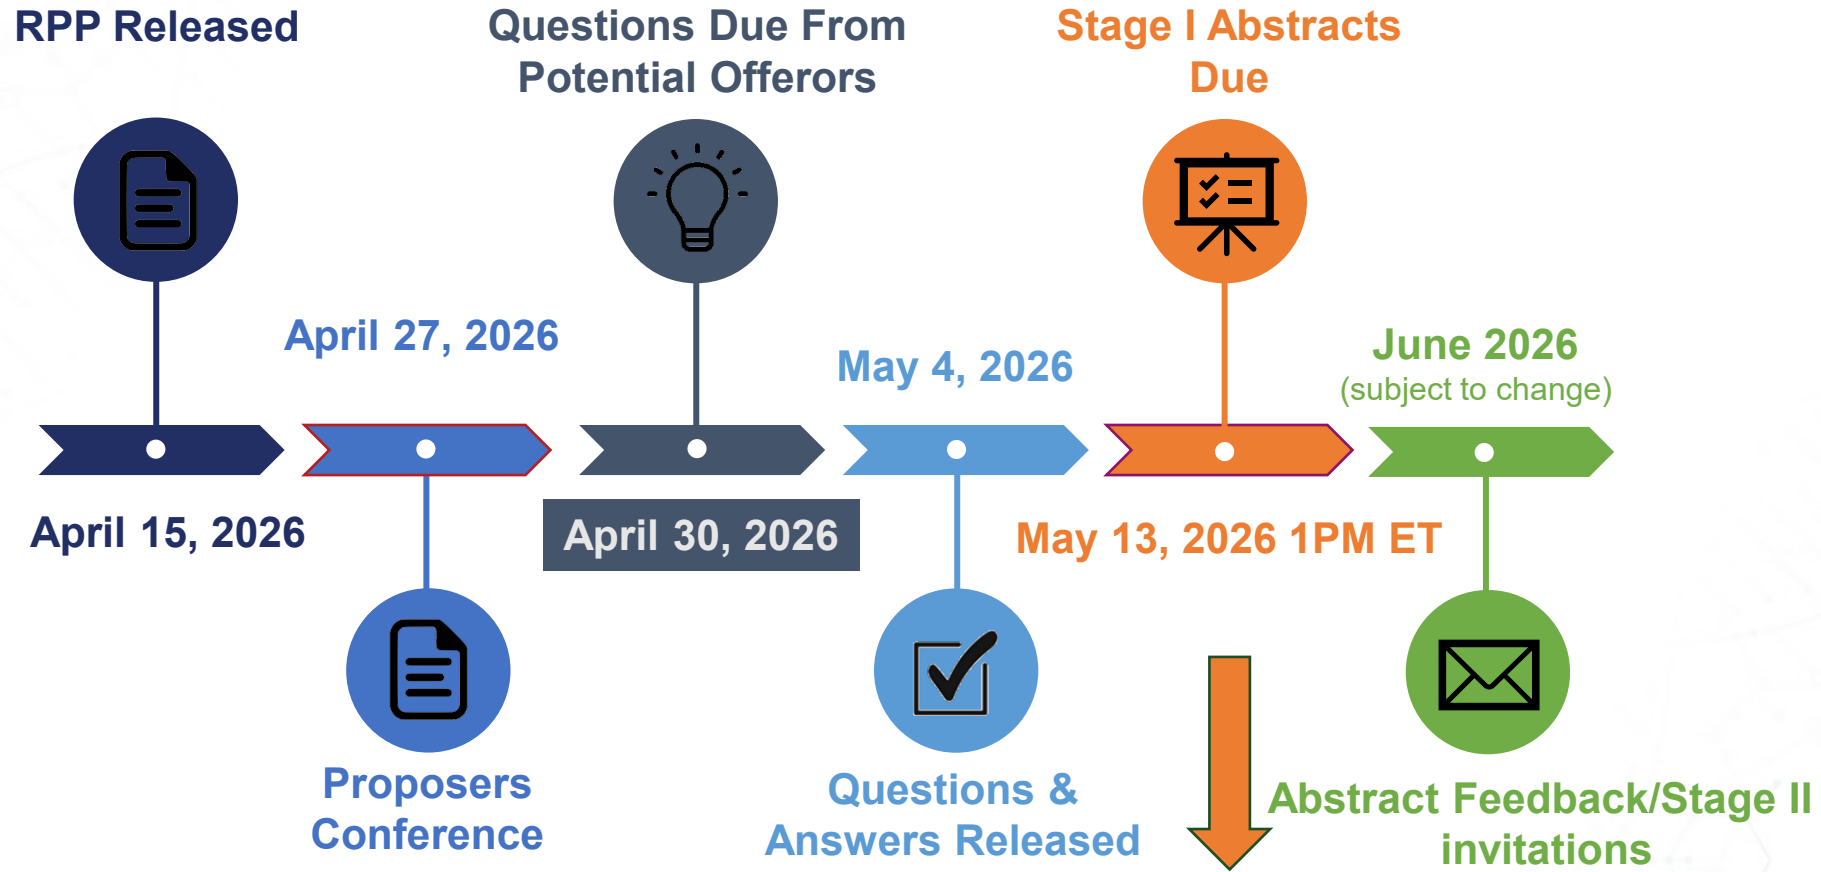 RPP Released
Questions Due From
Potential Offerors
Stage I Abstracts
Due
April 27, 2026
May 4, 2026
June 2026
(subject to change)
April 15, 2026
April 30, 2026
May 13, 2026 1PM ET
Proposers
Conference
Questions &
Answers Released
Abstract Feedback/Stage II
invitations